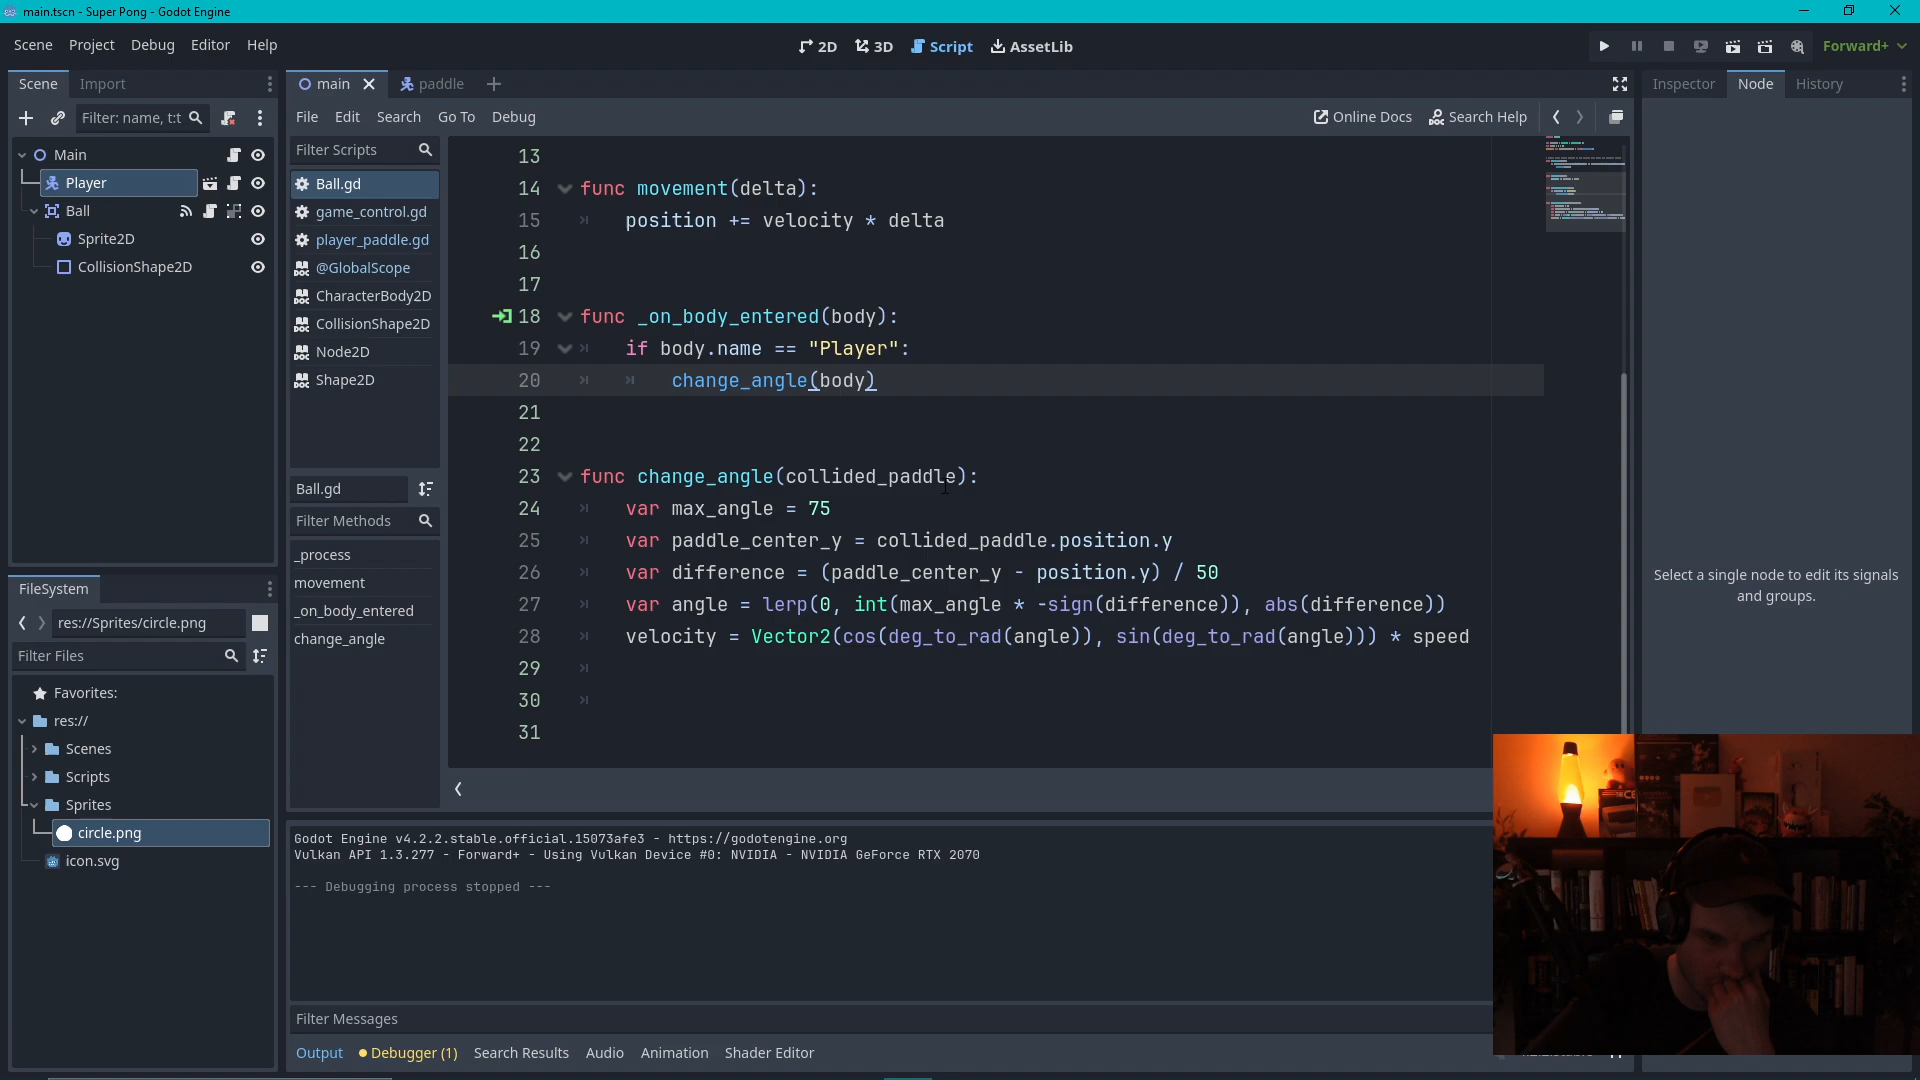 main.tscn - Super Pong - Godot Engine
Scene Project Debug Editor Help
2D 3D Script AssetLib
Forward+
Scene Import
main paddle
Inspector Node History
Filter: name, t:t
File Edit Search Go To Debug
Online Docs Search Help
Main
Player
Ball
Sprite2D
CollisionShape2D
Filter Scripts
Ball.gd
game_control.gd
player_paddle.gd
@GlobalScope
CharacterBody2D
CollisionShape2D
Node2D
Shape2D
Ball.gd
Filter Methods
_process
movement
_on_body_entered
change_angle
13
14 func movement(delta):
15 position += velocity * delta
16
17
18 func _on_body_entered(body):
19 if body.name == "Player":
20 change_angle(body)
21
22
23 func change_angle(collided_paddle):
24 var max_angle = 75
25 var paddle_center_y = collided_paddle.position.y
26 var difference = (paddle_center_y - position.y) / 50
27 var angle = lerp(0, int(max_angle * -sign(difference)), abs(difference))
28 velocity = Vector2(cos(deg_to_rad(angle)), sin(deg_to_rad(angle))) * speed
29
30
31
Select a single node to edit its signals
and groups.
FileSystem
res://Sprites/circle.png
Filter Files
Favorites:
res://
Scenes
Scripts
Sprites
circle.png
icon.svg
Godot Engine v4.2.2.stable.official.15073afe3 - https://godotengine.org
Vulkan API 1.3.277 - Forward+ - Using Vulkan Device #0: NVIDIA - NVIDIA GeForce RTX 2070
--- Debugging process stopped ---
Filter Messages
Output Debugger (1) Search Results Audio Animation Shader Editor